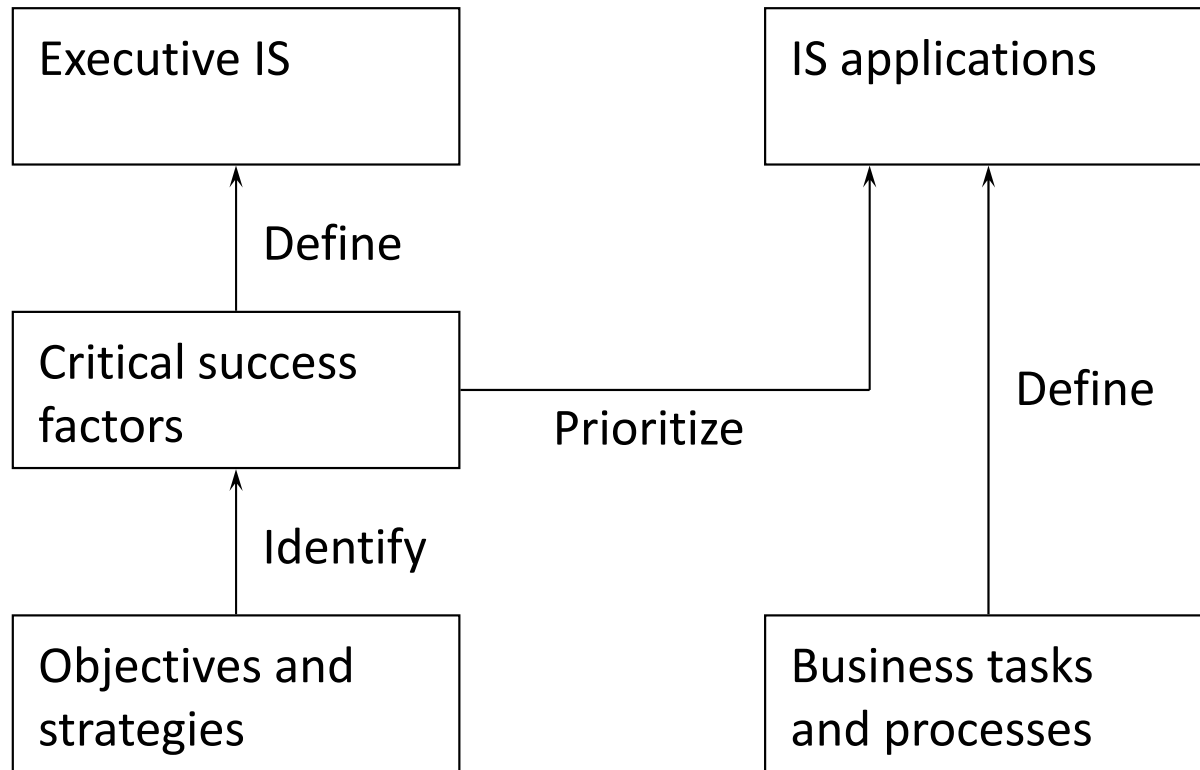 Executive IS
IS applications
Define
Critical success
factors
Prioritize
Define
Identify
Objectives and
strategies
Business tasks
and processes